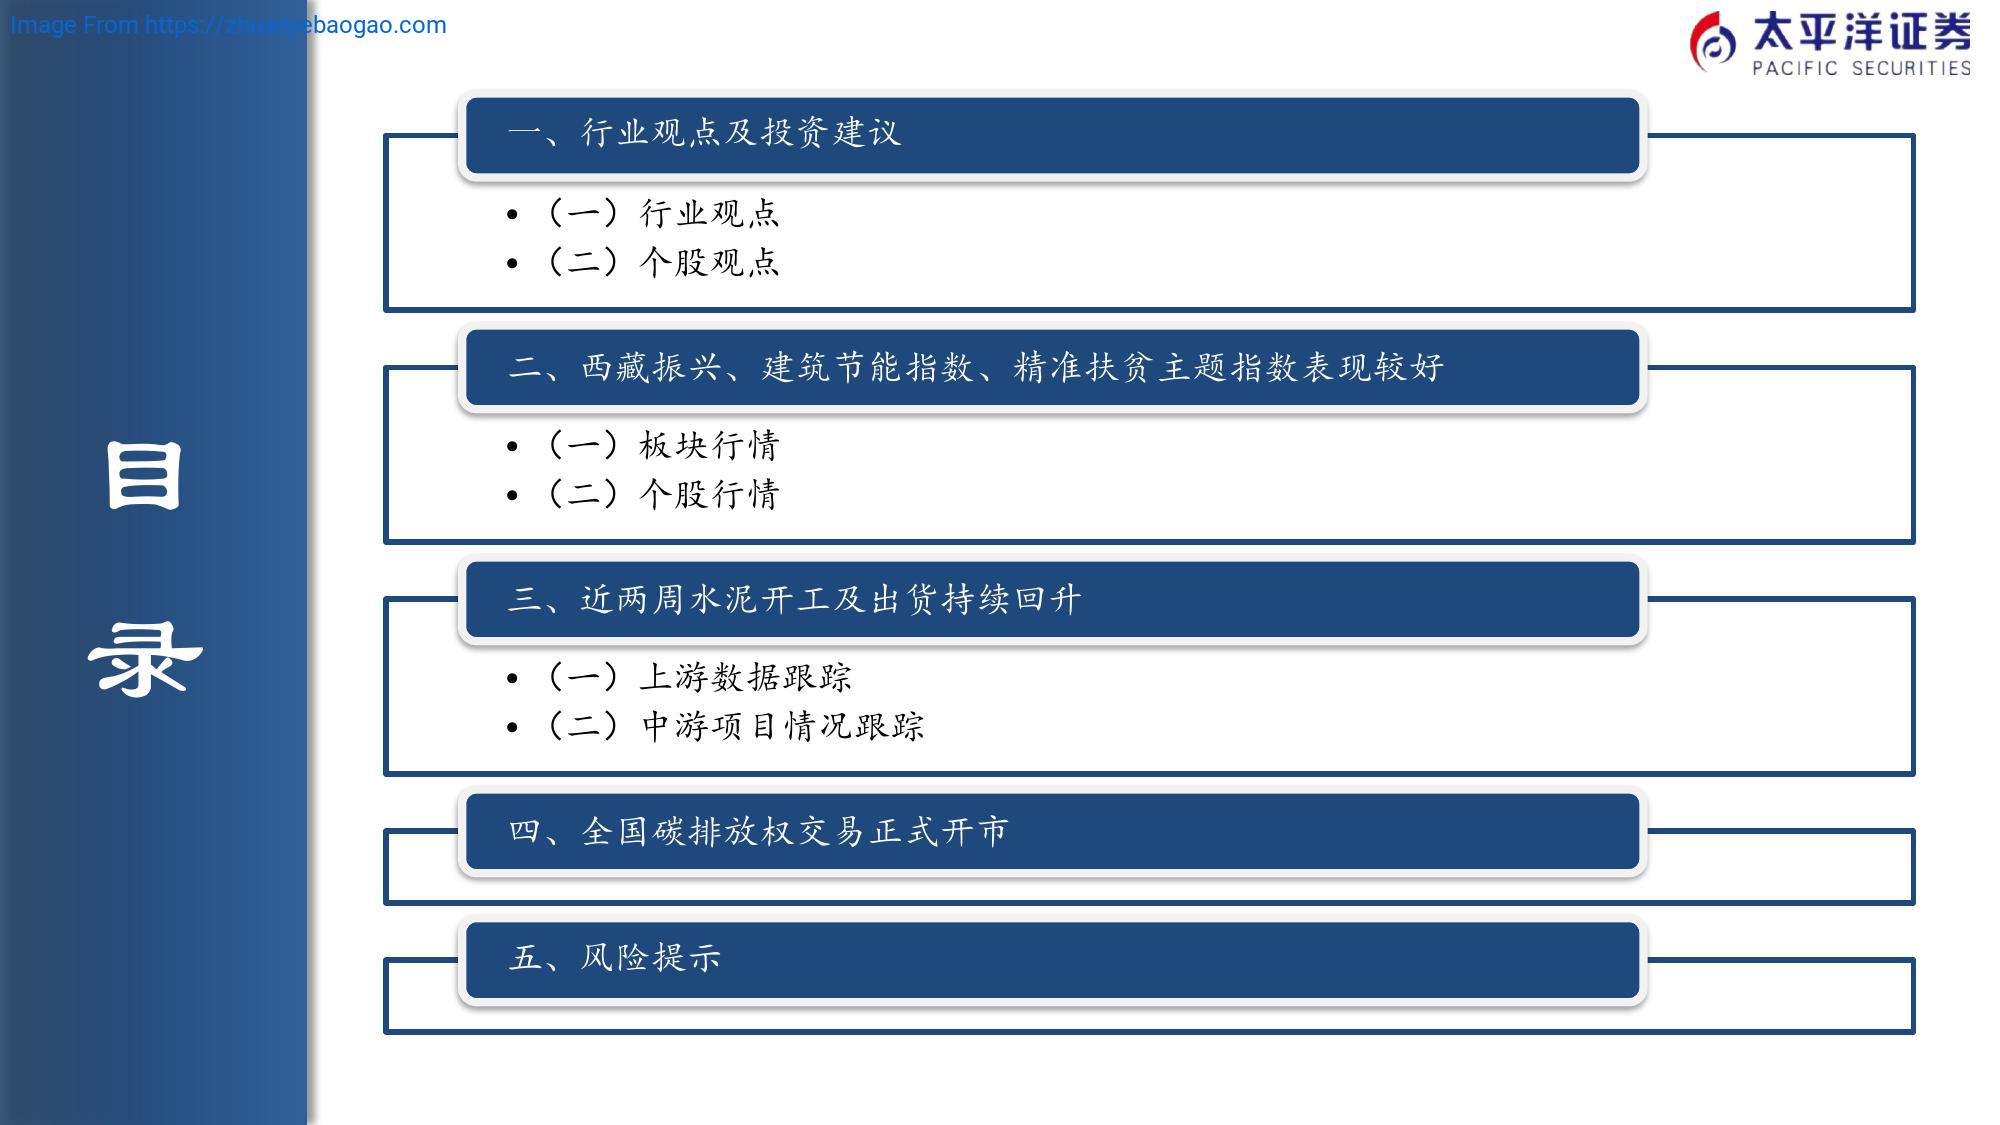 Image From https://zhuanyebaogao.com
太平洋证券
PACIFIC SECURITIES
目
录
一、行业观点及投资建议
• （一）行业观点
• （二）个股观点
二、西藏振兴、建筑节能指数、精准扶贫主题指数表现较好
• （一）板块行情
• （二）个股行情
三、近两周水泥开工及出货持续回升
• （一）上游数据跟踪
• （二）中游项目情况跟踪
四、全国碳排放权交易正式开市
五、风险提示